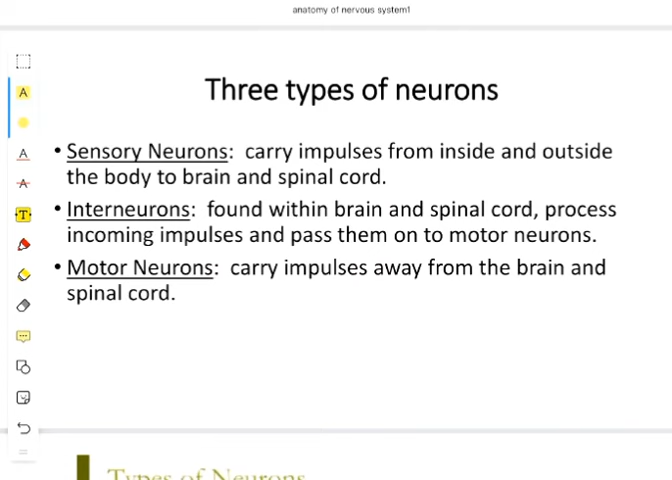 anatomy of nervous system1
Three types of neurons
• Sensory Neurons: carry impulses from inside and outside
the body to brain and spinal cord.
• Interneurons: found within brain and spinal cord, process
incoming impulses and pass them on to motor neurons.
• Motor Neurons: carry impulses away from the brain and
spinal cord.
A
A
A
T
Types of Neurons